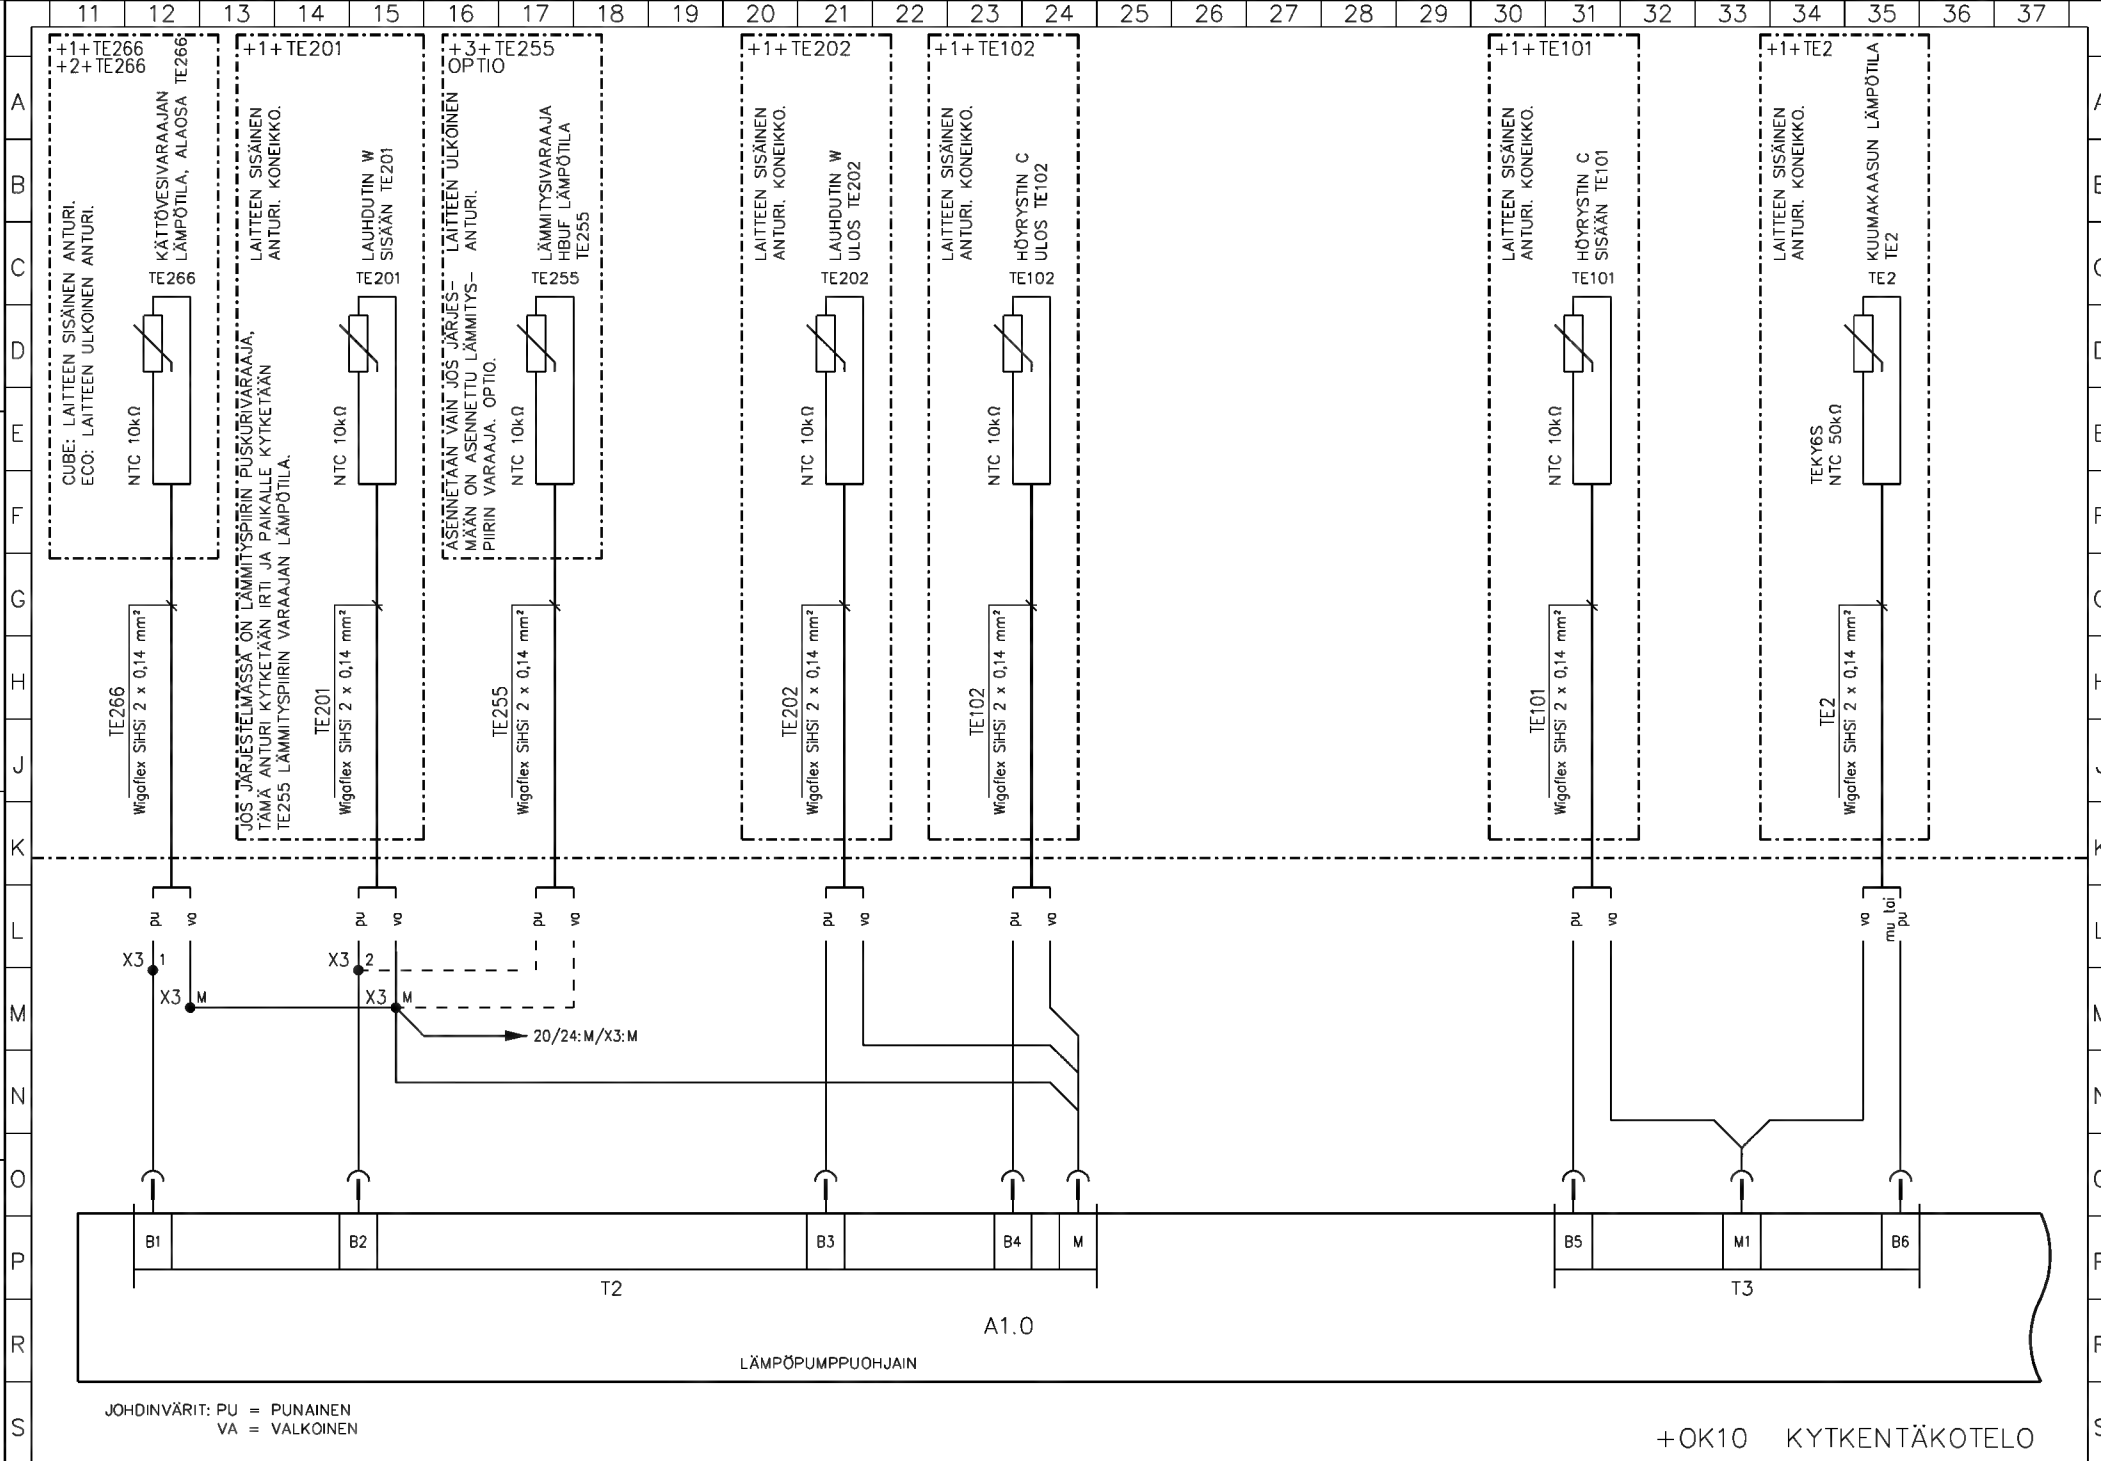 11 12 13 14 15 16 17 18 19 20 21 22 23 24 25 26 27 28 29 30 31 32 33 34 35 36 37
A
B
C
D
E
F
G
H
J
K
L
M
N
O
P
R
S
+1+TE266
+2+TE266
CUBE: LAITTEEN SISÄINEN ANTURI.
ECO: LAITTEEN ULKOINEN ANTURI.
KÄTTÖVESIVARAAJAN
LÄMPÖTILA, ALAOSA TE266
TE266
NTC 10kΩ
TE266
Wigaflex SiHSi 2 x 0,14 mm²
+1+TE201
LAITTEEN SISÄINEN
ANTURI. KONEIKKO.
LAUHDUTIN W
SISÄÄN TE201
TE201
NTC 10kΩ
JOS JÄRJESTELMÄSSÄ ON LÄMMITYSPIIRIN PUSKURIVARAAJA,
TÄMÄ ANTURI KYTKETÄÄN IRTI JA PAIKALLE KYTKETÄÄN
TE255 LÄMMITYSPIIRIN VARAAJAN LÄMPÖTILA.
TE201
Wigaflex SiHSi 2 x 0,14 mm²
+3+TE255
OPTIO
LAITTEEN ULKOINEN
ANTURI.
LÄMMITYSIVARAAJA
HBUF LÄMPÖTILA
TE255
TE255
NTC 10kΩ
ASENNETAAN VAIN JOS JÄRJES-
MÄÄN ON ASENNETTU LÄMMITYS-
PIIRIN VARAAJA. OPTIO.
TE255
Wigaflex SiHSi 2 x 0,14 mm²
+1+TE202
LAITTEEN SISÄINEN
ANTURI. KONEIKKO.
LAUHDUTIN W
ULOS TE202
TE202
NTC 10kΩ
TE202
Wigaflex SiHSi 2 x 0,14 mm²
+1+TE102
LAITTEEN SISÄINEN
ANTURI. KONEIKKO.
HÖYRYSTIN C
ULOS TE102
TE102
NTC 10kΩ
TE102
Wigaflex SiHSi 2 x 0,14 mm²
+1+TE101
LAITTEEN SISÄINEN
ANTURI. KONEIKKO.
HÖYRYSTIN C
SISÄÄN TE101
TE101
NTC 10kΩ
TE101
Wigaflex SiHSi 2 x 0,14 mm²
+1+TE2
LAITTEEN SISÄINEN
ANTURI. KONEIKKO.
KUUMAKAASUN LÄMPÖTILA
TE2
TE2
TEKY6S
NTC 50kΩ
TE2
Wigaflex SiHSi 2 x 0,14 mm²
pu va pu va pu va pu va pu va pu va va mu tai
pu
X3 1 X3 2
X3 M X3 M
20/24:M/X3:M
B1 B2 B3 B4 M B5 M1 B6
T2 T3
A1.0
LÄMPÖPUMPPUOHJAIN
JOHDINVÄRIT: PU = PUNAINEN
VA = VALKOINEN
+OK10 KYTKENTÄKOTELO